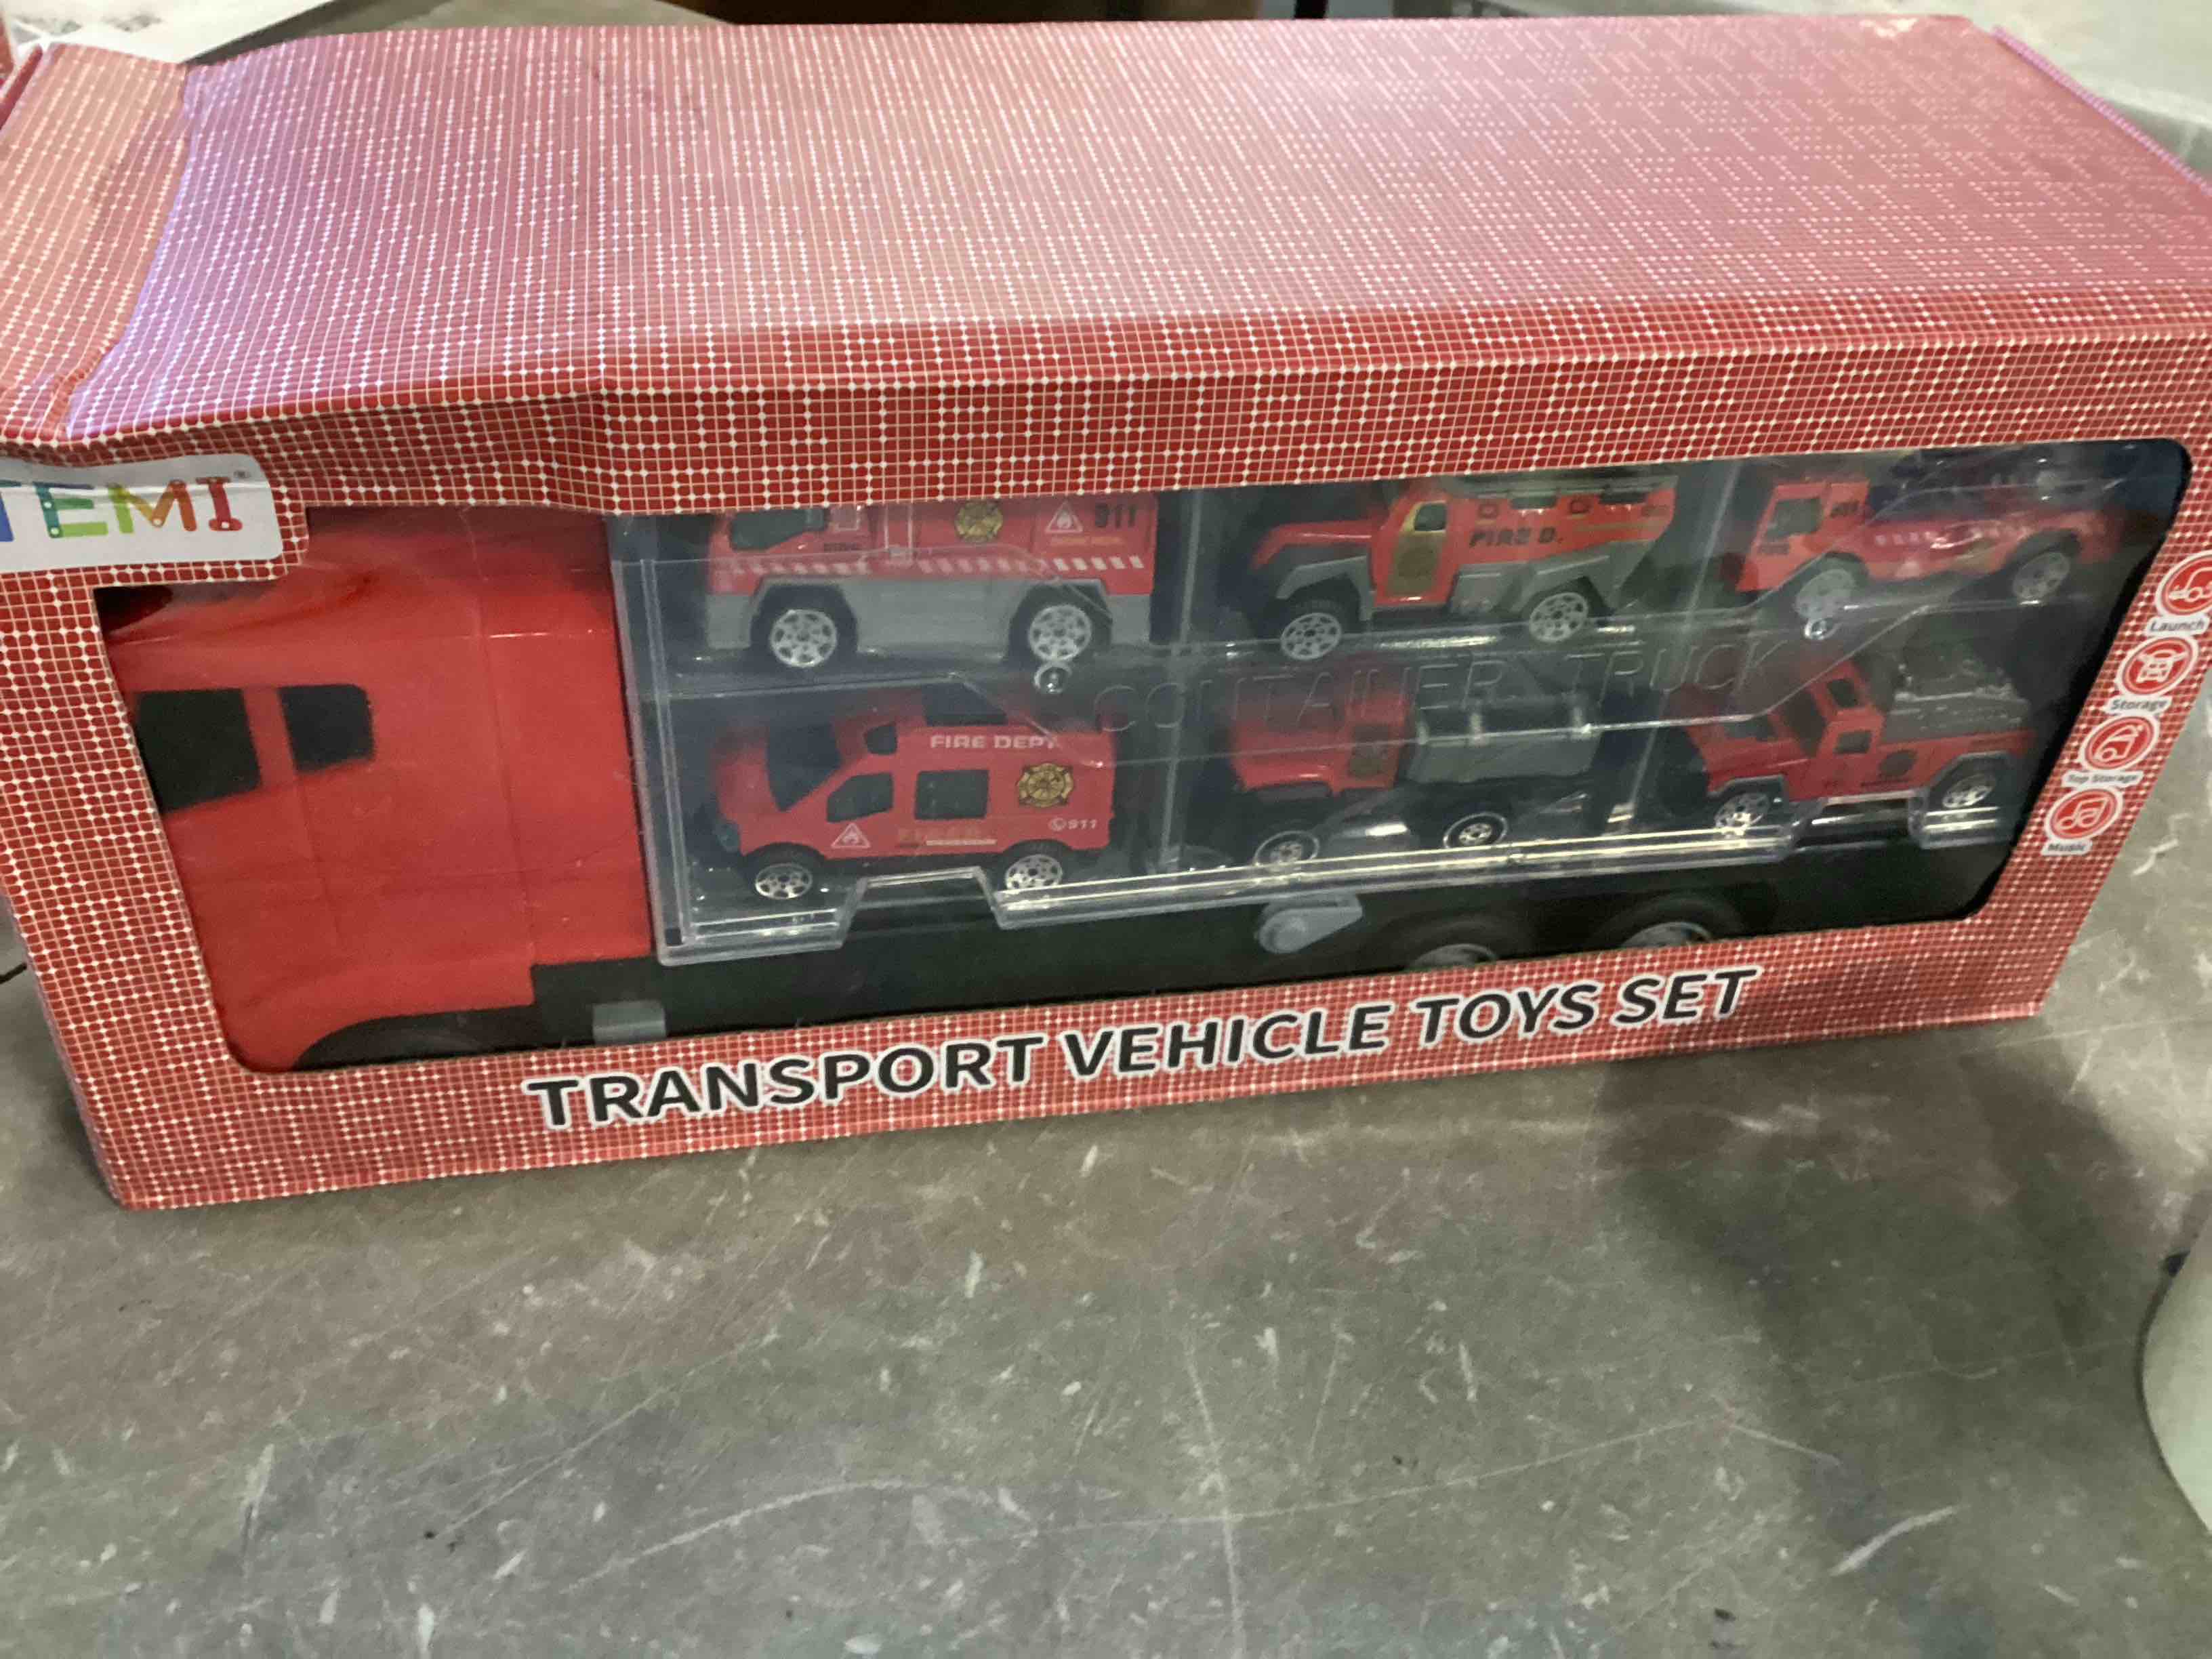 TEMI®
911
FIRE D.
CONTAINER TRUCK
FIRE DEPT
911
Launch
Storage
Top Storage
Music
TRANSPORT VEHICLE TOYS SET